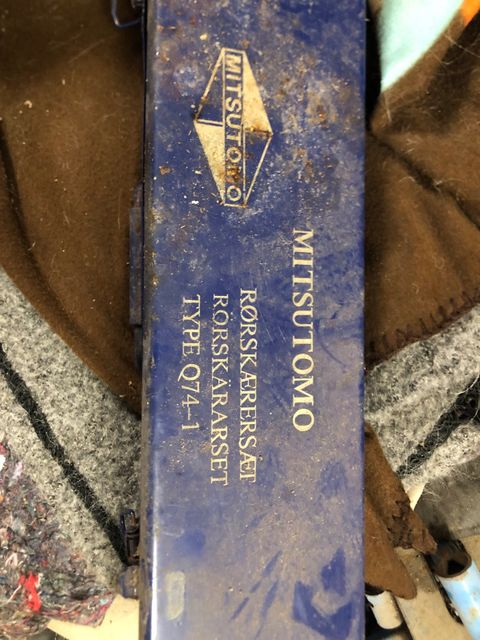 MITSUTOMO
MITSUTOMO
RØRSKÆRERSÆT
RÖRSKÄRARSET
TYPE Q74-1